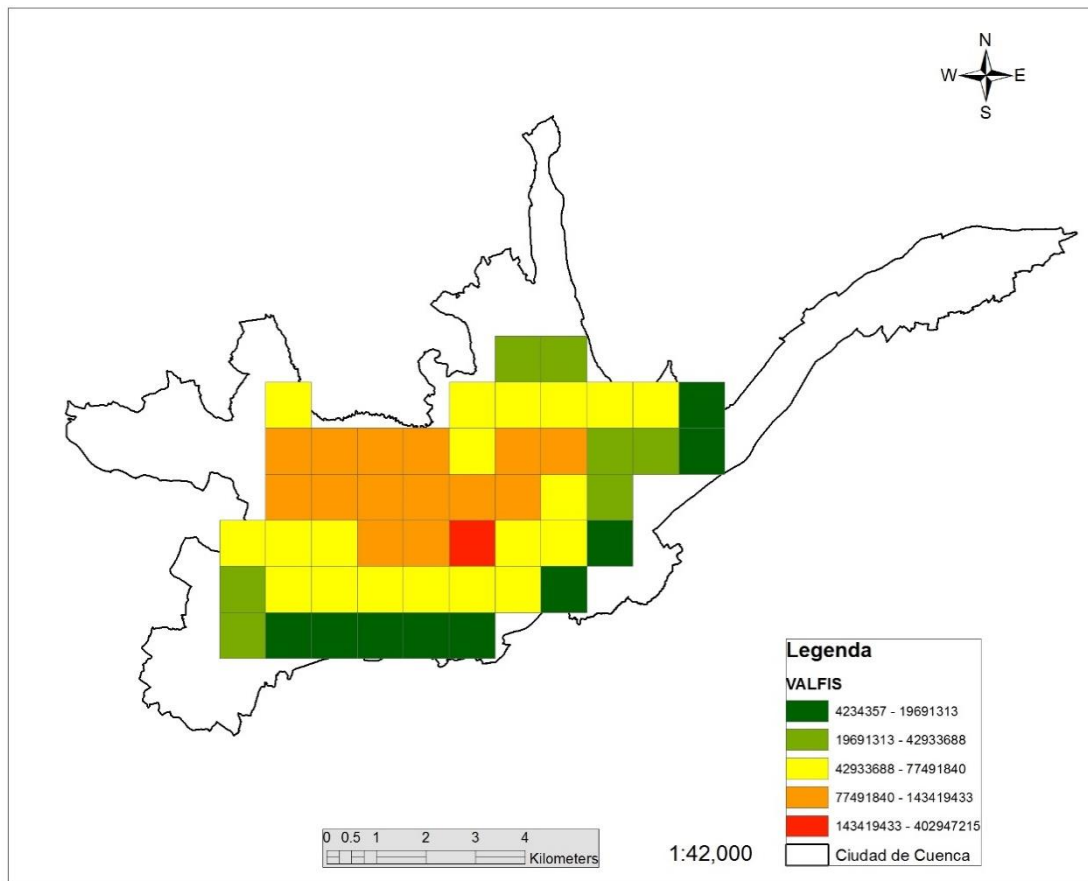 N
W E
S
Legenda
VALFIS
4234357 - 19691313
19691313 - 42933688
42933688 - 77491840
77491840 - 143419433
143419433 - 402947215
Ciudad de Cuenca
0 0.5 1 2 3 4
Kilometers
1:42,000